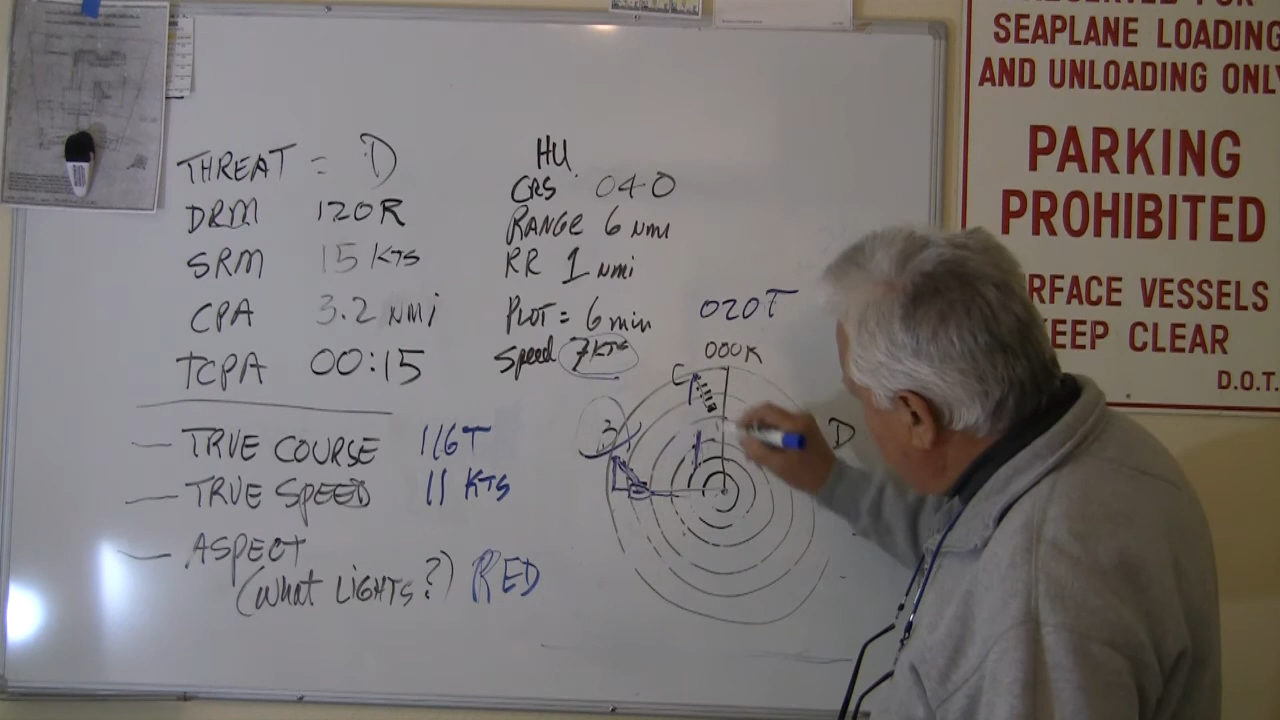 THREAT = D
DRM 120R
SRM 15 KTS
CPA 3.2 NMi
TCPA 00:15
— TRUE COURSE 116T
— TRUE SPEED 11 KTS
— ASPECT
(What LIGHTS?) RED
HU
CRS 040
RANGE 6 NMi
RR 1 NMi
PLOT = 6 min
Speed 7KTS
020T
000R
C
B
D
SEAPLANE LOADING
AND UNLOADING ONLY
PARKING
PROHIBITED
RFACE VESSELS
KEEP CLEAR
D.O.T.